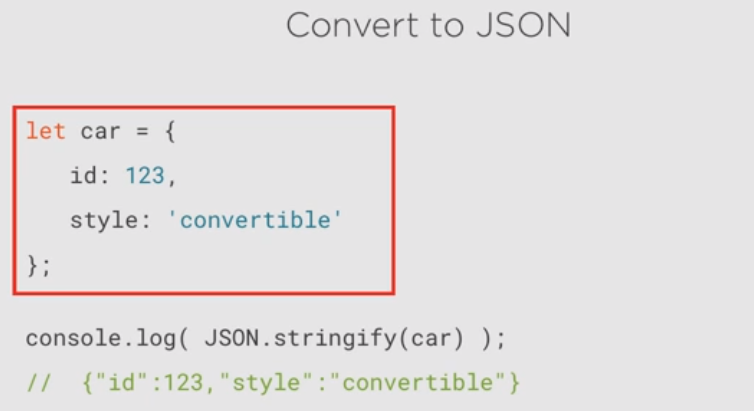 Convert to JSON
let car = {
id: 123,
style: 'convertible'
};
console.log( JSON.stringify(car) );
// {"id":123,"style":"convertible"}